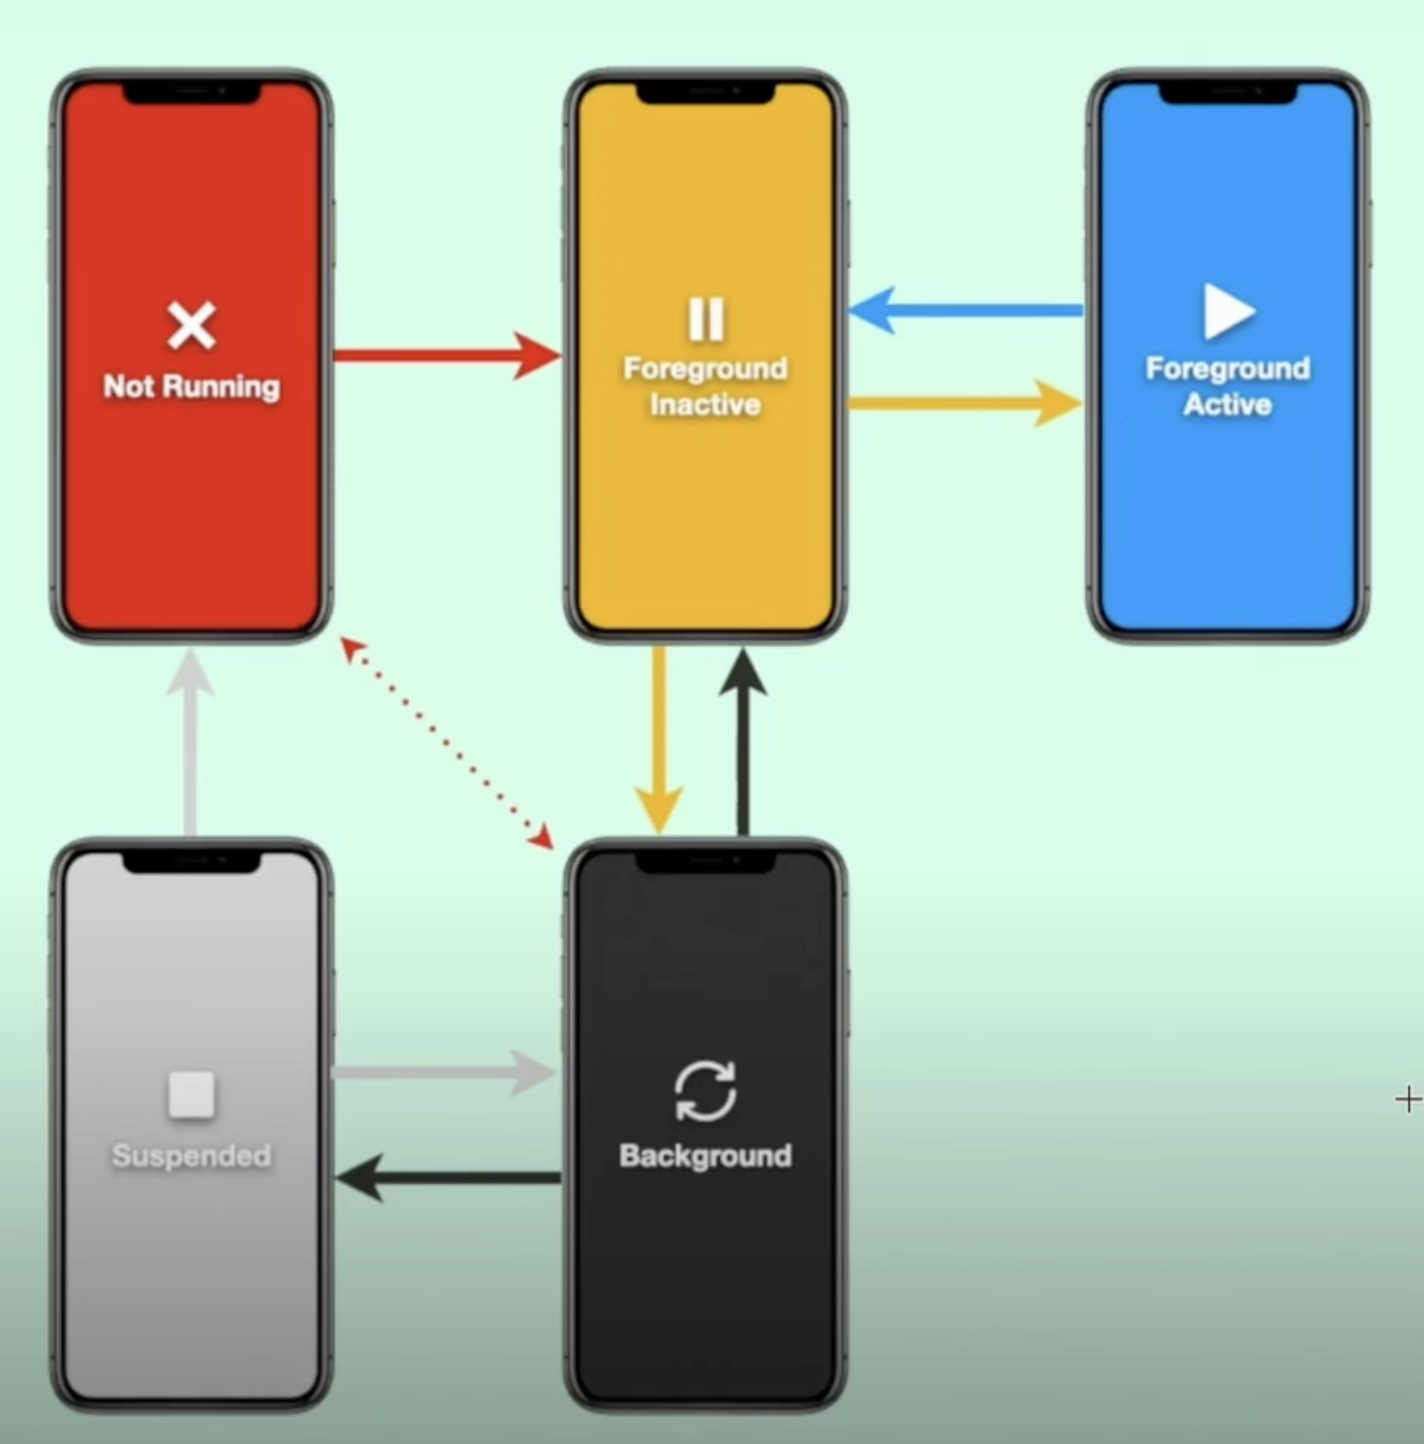 Not Running
Foreground
Inactive
Foreground
Active
Suspended
Background